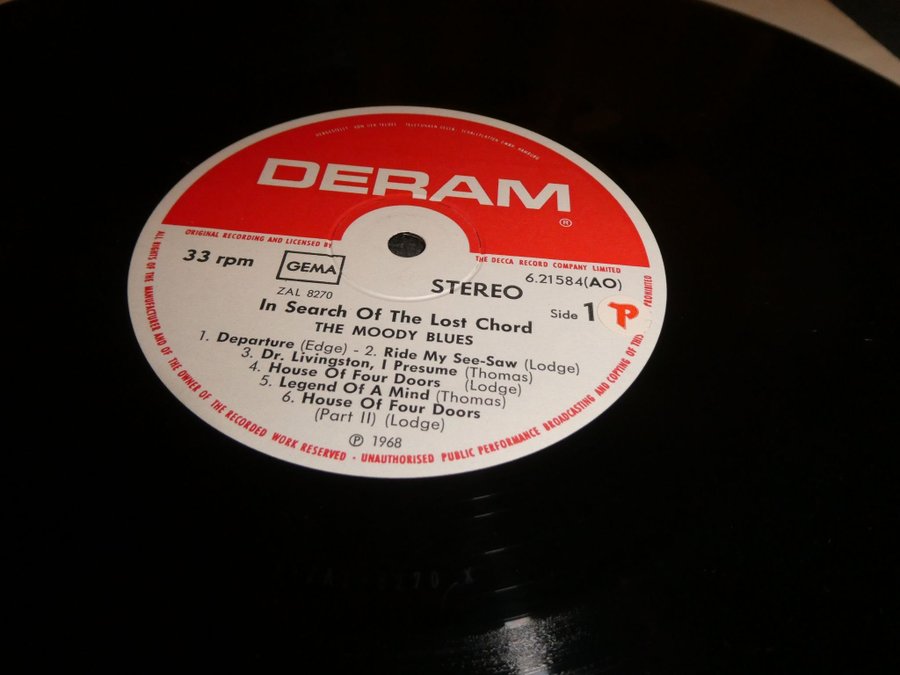 DERAM
®
ORIGINAL RECORDING AND LICENSED BY
THE DECCA RECORD COMPANY LIMITED
33 rpm
GEMA
STEREO
6.21584(AO)
ZAL 8270
Side 1
P
In Search Of The Lost Chord
THE MOODY BLUES
1. Departure (Edge) - 2. Ride My See-Saw (Lodge)
3. Dr. Livingston, I Presume (Thomas)
4. House Of Four Doors (Lodge)
5. Legend Of A Mind (Thomas)
6. House Of Four Doors
(Part II) (Lodge)
℗ 1968
ALL RIGHTS OF THE MANUFACTURER AND OF THE OWNER OF THE RECORDED WORK RESERVED - UNAUTHORISED PUBLIC PERFORMANCE BROADCASTING AND COPYING OF THIS PROHIBITED